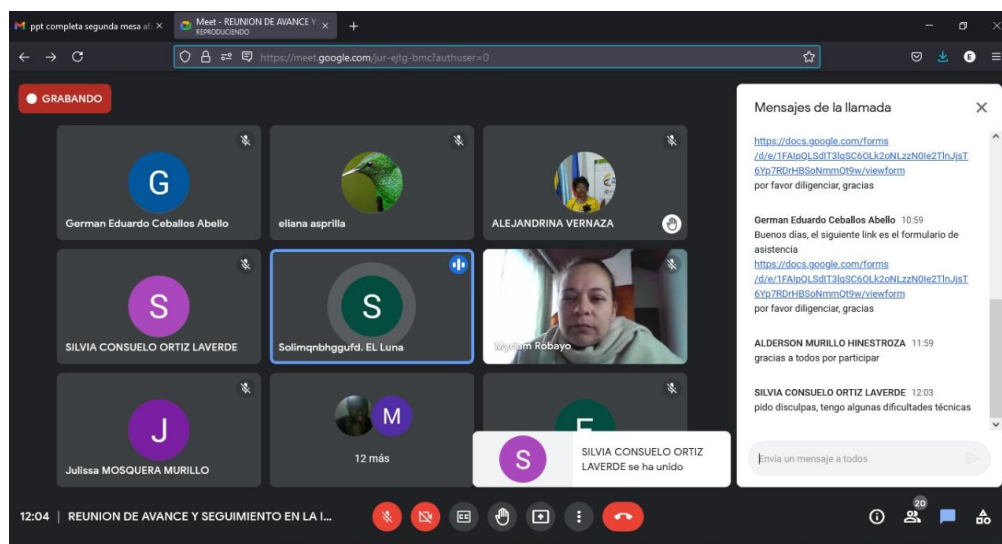 ppt completa segunda mesa af
Meet - REUNION DE AVANCE Y
REPRODUCIENDO
https://meet.google.com/jur-ejtg-bmc?authuser=0
E
GRABANDO
G
German Eduardo Ceballos Abello
eliana asprilla
ALEJANDRINA VERNAZA
S
SILVIA CONSUELO ORTIZ LAVERDE
S
Solimqnbhggufd. EL Luna
Myriam Robayo
J
Julissa MOSQUERA MURILLO
M
12 más
S
SILVIA CONSUELO ORTIZ
LAVERDE se ha unido
Mensajes de la llamada
https://docs.google.com/forms
por favor diligenciar, gracias
German Eduardo Ceballos Abello 10:59
Buenos días, el siguiente link es el formulario de
asistencia
https://docs.google.com/forms
por favor diligenciar, gracias
ALDERSON MURILLO HINESTROZA 11:59
gracias a todos por participar
SILVIA CONSUELO ORTIZ LAVERDE 12:03
pido disculpas, tengo algunas dificultades técnicas
Envía un mensaje a todos
12:04 | REUNION DE AVANCE Y SEGUIMIENTO EN LA I...
CC
20